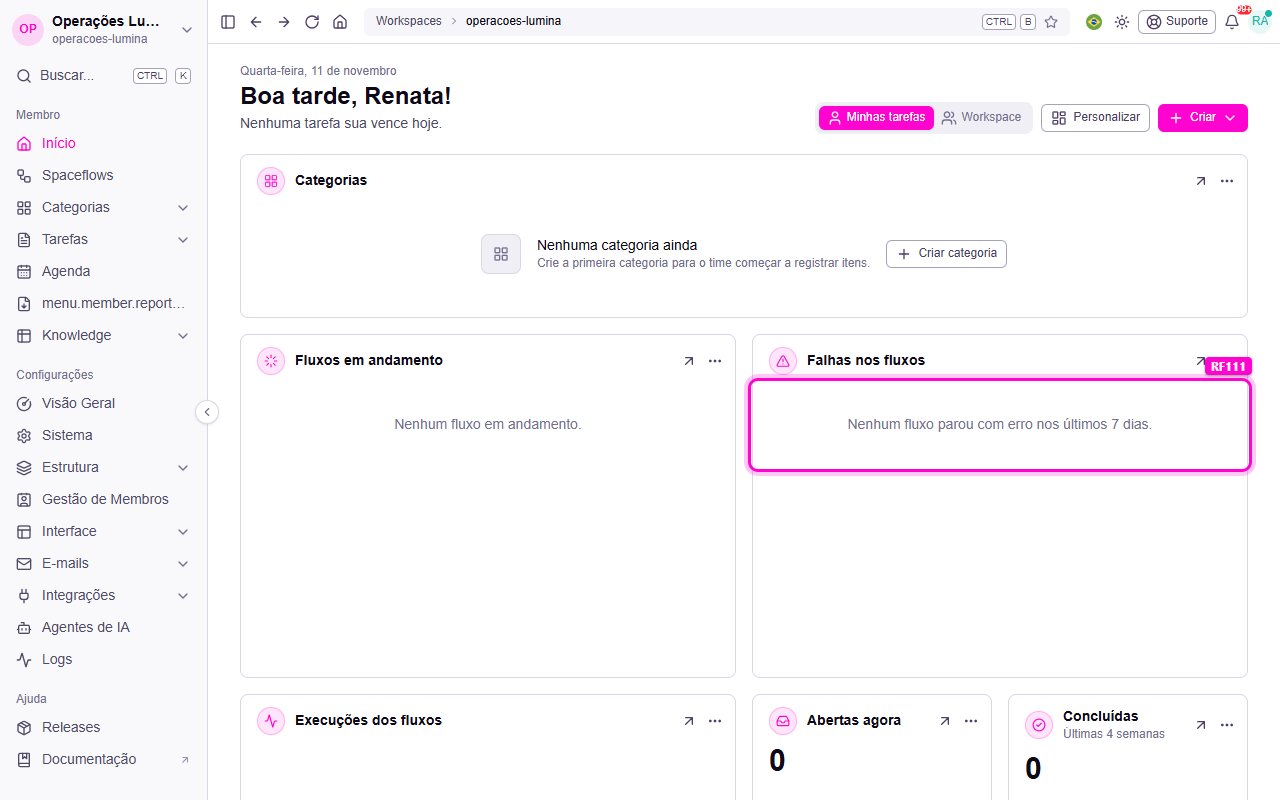 OP
Operações Lu...
operacoes-lumina
Buscar...
CTRL
K
Membro
Início
Spaceflows
Categorias
Tarefas
Agenda
menu.member.report...
Knowledge
Configurações
Visão Geral
Sistema
Estrutura
Gestão de Membros
Interface
E-mails
Integrações
Agentes de IA
Logs
Ajuda
Releases
Documentação
Workspaces > operacoes-lumina
CTRL
B
Suporte
99+
RA
Quarta-feira, 11 de novembro
Boa tarde, Renata!
Nenhuma tarefa sua vence hoje.
Minhas tarefas
Workspace
Personalizar
Criar
Categorias
Nenhuma categoria ainda
Crie a primeira categoria para o time começar a registrar itens.
Criar categoria
Fluxos em andamento
Nenhum fluxo em andamento.
Falhas nos fluxos
RF111
Nenhum fluxo parou com erro nos últimos 7 dias.
Execuções dos fluxos
Abertas agora
0
Concluídas
Últimas 4 semanas
0